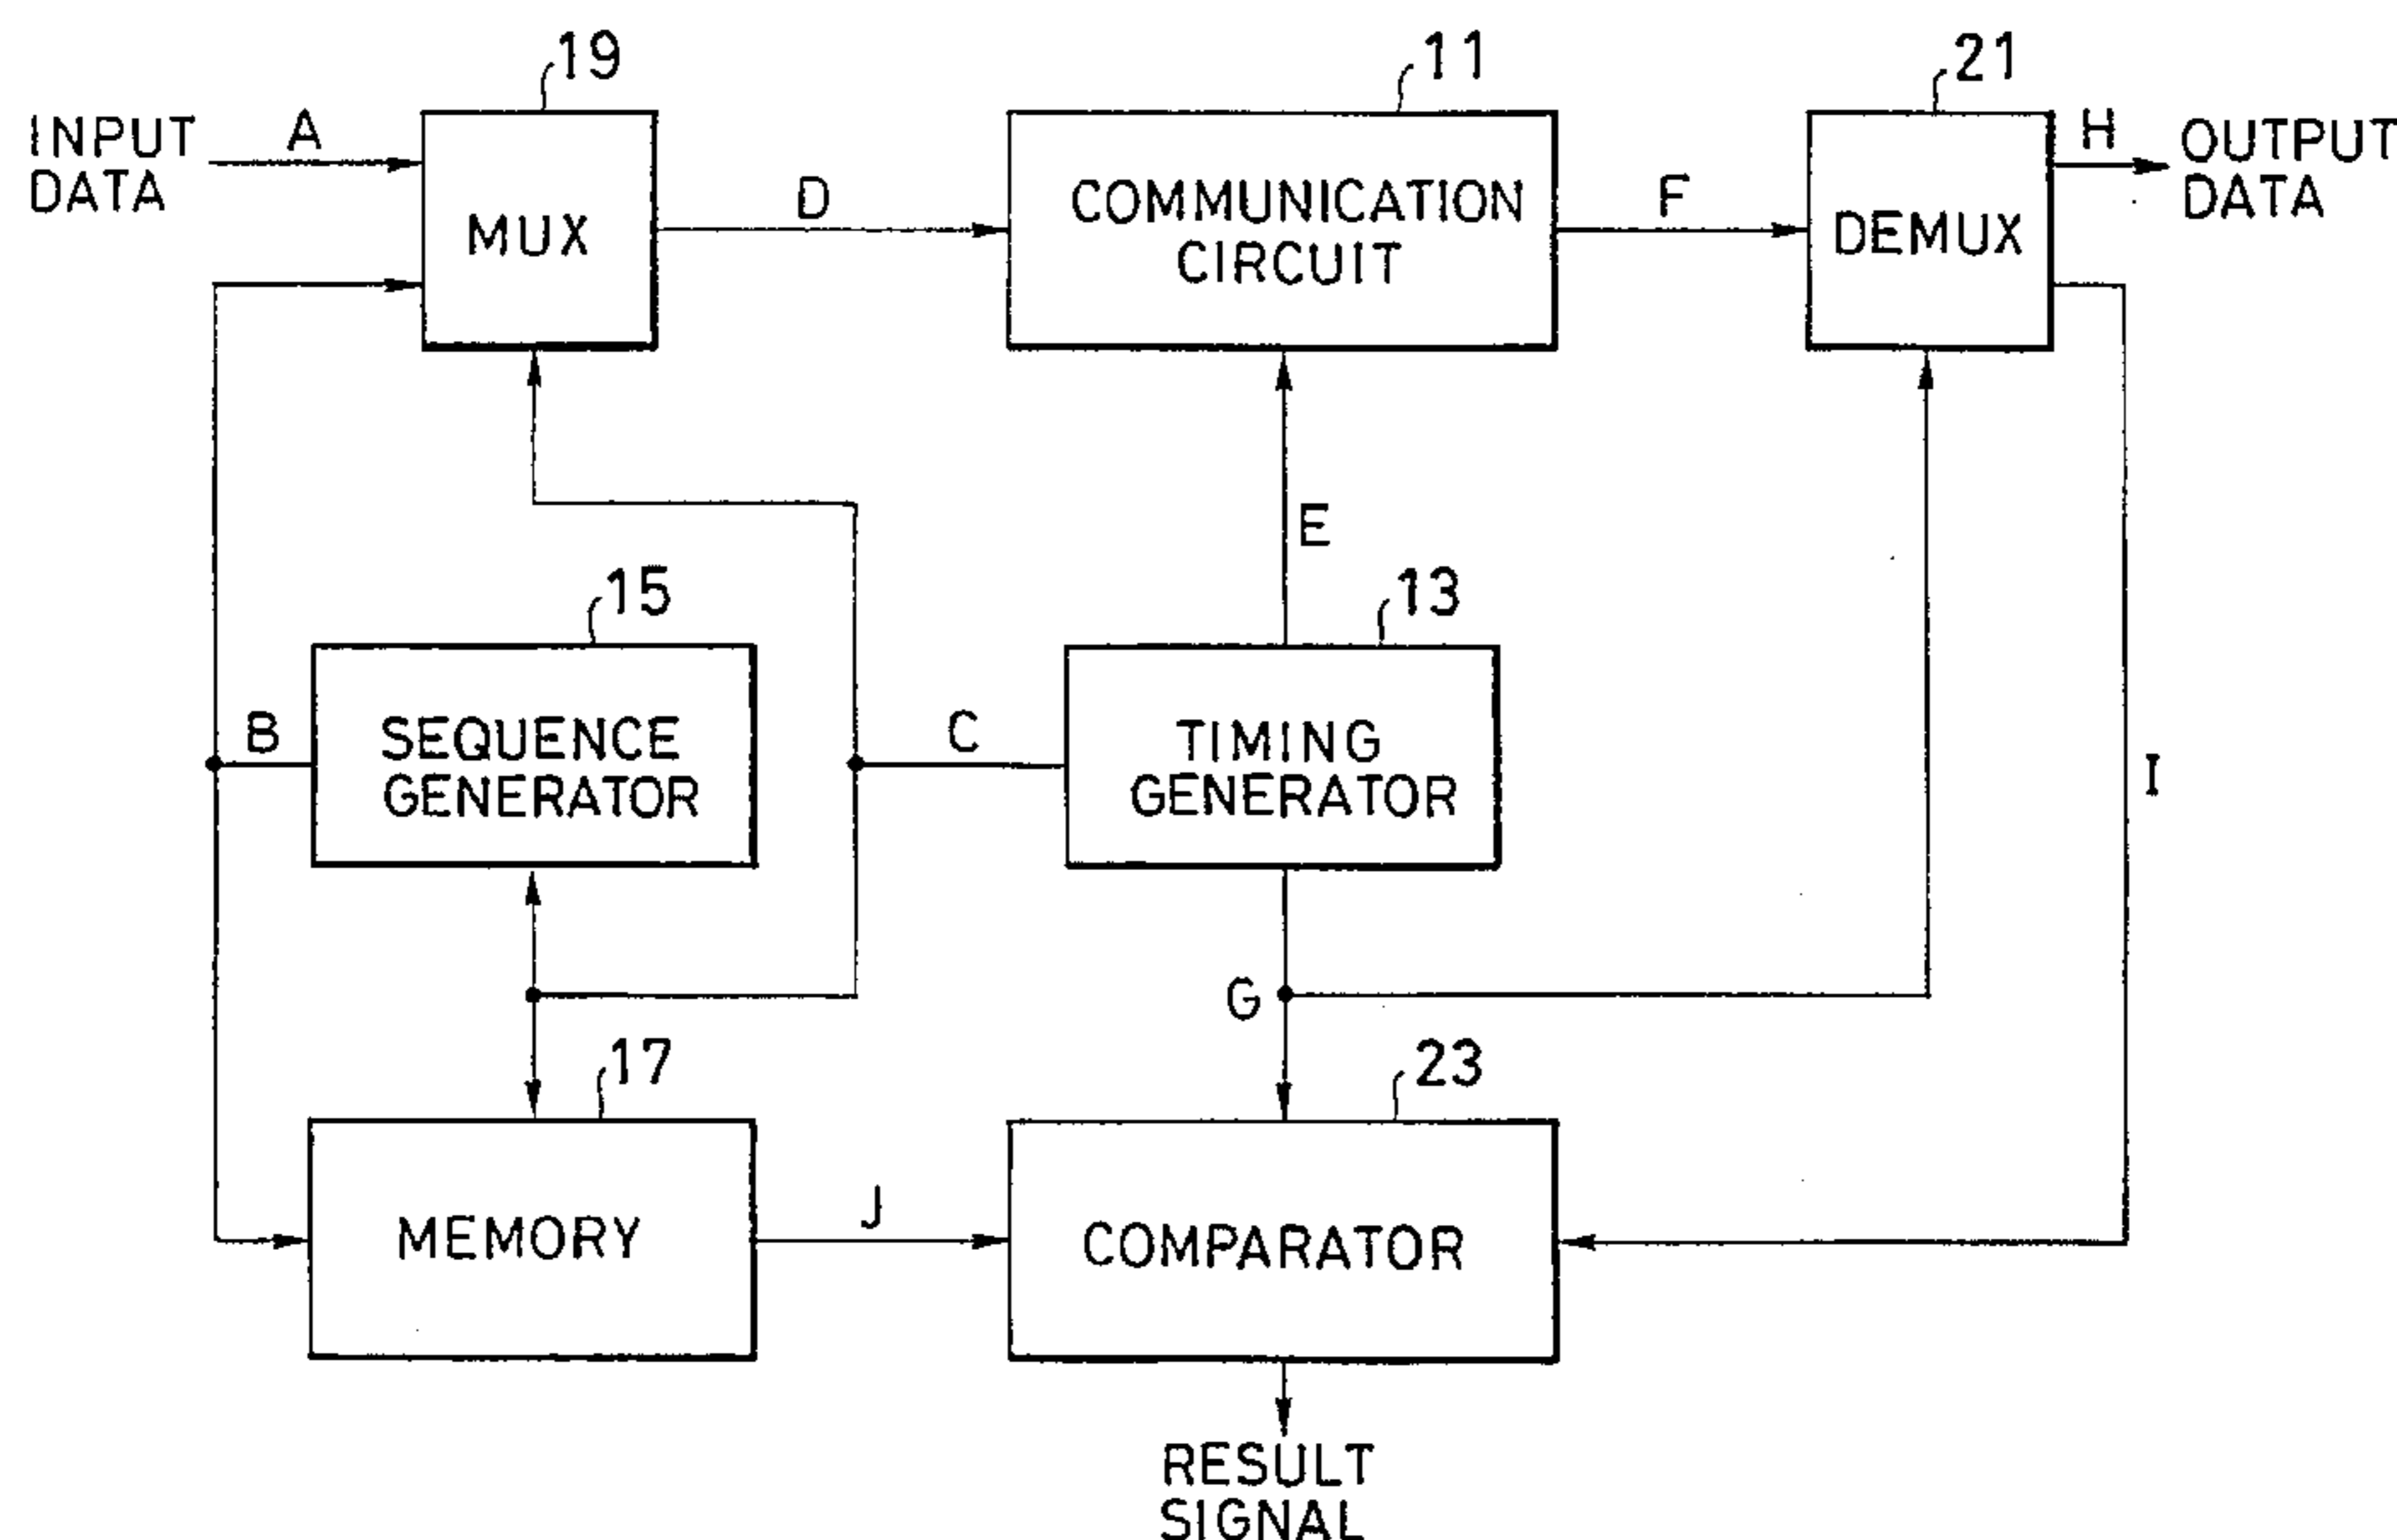 19
11
21
INPUT
DATA
A
MUX
D
COMMUNICATION
CIRCUIT
F
DEMUX
H
OUTPUT
DATA
E
15
13
B
SEQUENCE
GENERATOR
C
TIMING
GENERATOR
I
G
17
23
MEMORY
J
COMPARATOR
RESULT
SIGNAL